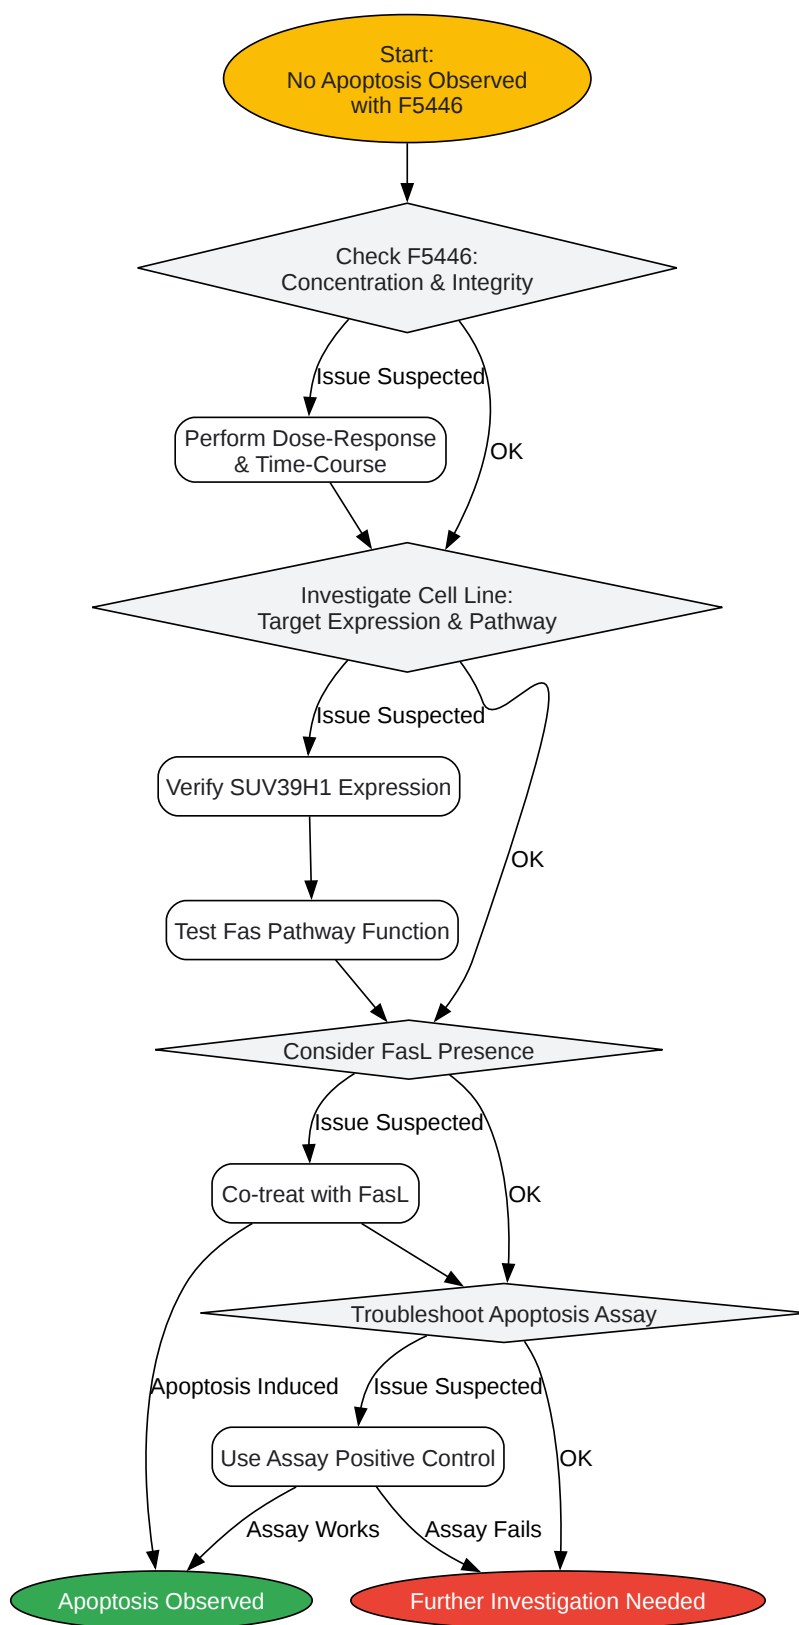 Start:
No Apoptosis Observed
with F5446
Check F5446:
Concentration & Integrity
Issue Suspected
Perform Dose-Response
& Time-Course
OK
Investigate Cell Line:
Target Expression & Pathway
Issue Suspected
Verify SUV39H1 Expression
OK
Test Fas Pathway Function
Consider FasL Presence
Issue Suspected
Co-treat with FasL
OK
Troubleshoot Apoptosis Assay
Apoptosis Induced
Issue Suspected
Use Assay Positive Control
OK
Assay Works
Assay Fails
Apoptosis Observed
Further Investigation Needed